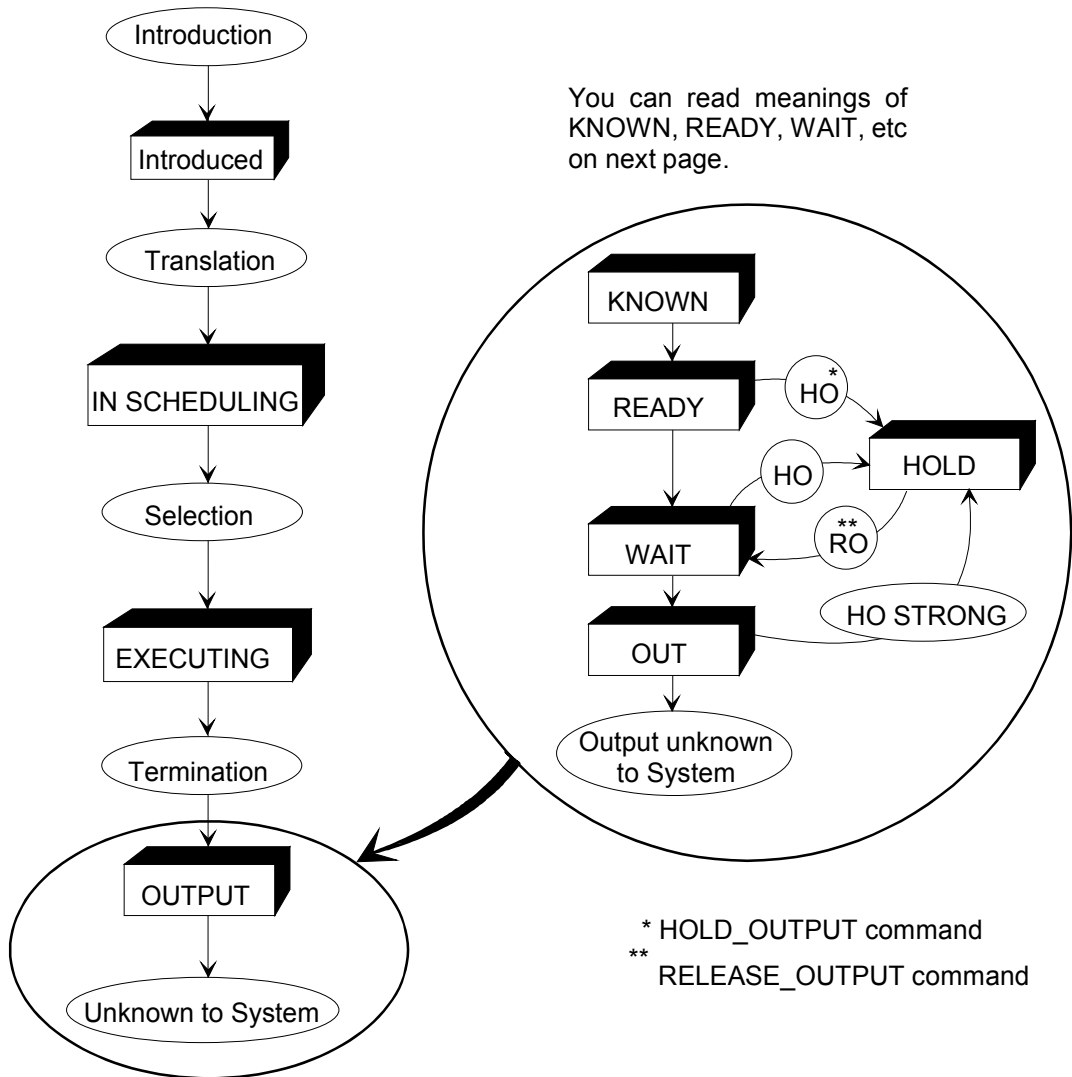 Introduction
Introduced
Translation
IN SCHEDULING
Selection
EXECUTING
Termination
OUTPUT
Unknown to System
You can read meanings of
KNOWN, READY, WAIT, etc
on next page.
KNOWN
READY
*
HO
HOLD
HO
WAIT
**
RO
HO STRONG
OUT
Output unknown
to System
* HOLD_OUTPUT command
** RELEASE_OUTPUT command